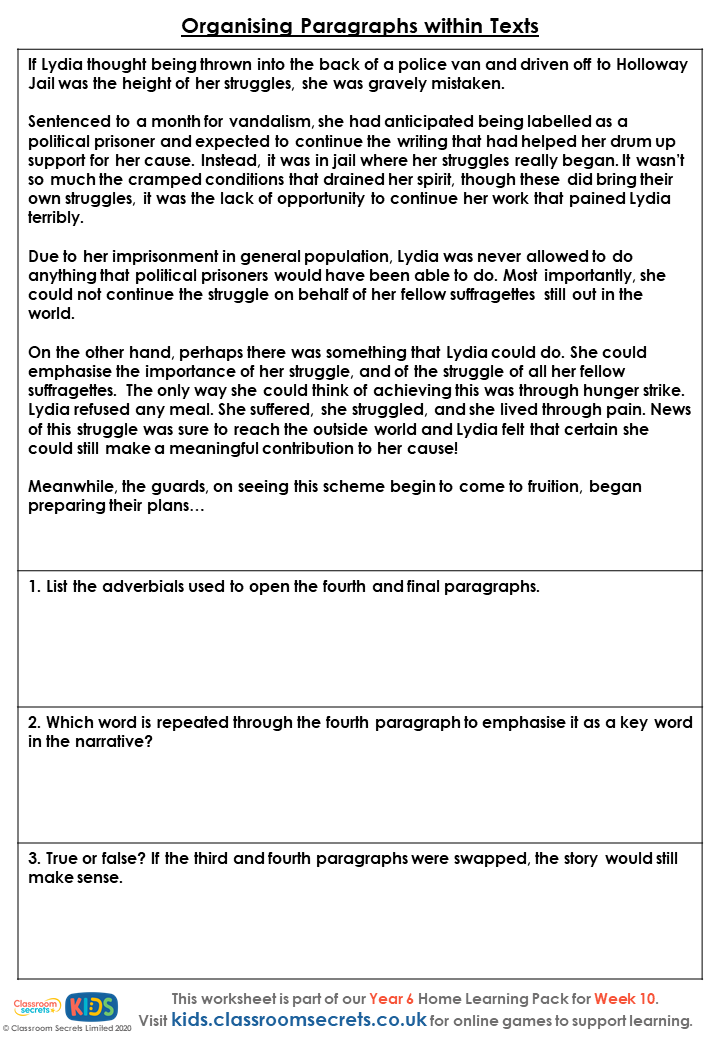 Organising Paragraphs within Texts
If Lydia thought being thrown into the back of a police van and driven off to Holloway
Jail was the height of her struggles, she was gravely mistaken.
Sentenced to a month for vandalism, she had anticipated being labelled as a
political prisoner and expected to continue the writing that had helped her drum up
support for her cause. Instead, it was in jail where her struggles really began. It wasn't
so much the cramped conditions that drained her spirit, though these did bring their
own struggles, it was the lack of opportunity to continue her work that pained Lydia
terribly.
Due to her imprisonment in general population, Lydia was never allowed to do
anything that political prisoners would have been able to do. Most importantly, she
could not continue the struggle on behalf of her fellow suffragettes still out in the
world.
On the other hand, perhaps there was something that Lydia could do. She could
emphasise the importance of her struggle, and of the struggle of all her fellow
suffragettes. The only way she could think of achieving this was through hunger strike.
Lydia refused any meal. She suffered, she struggled, and she lived through pain. News
of this struggle was sure to reach the outside world and Lydia felt that certain she
could still make a meaningful contribution to her cause!
Meanwhile, the guards, on seeing this scheme begin to come to fruition, began
preparing their plans…
1. List the adverbials used to open the fourth and final paragraphs.
2. Which word is repeated through the fourth paragraph to emphasise it as a key word
in the narrative?
3. True or false? If the third and fourth paragraphs were swapped, the story would still
make sense.
Classroom
secrets
KIDS
© Classroom Secrets Limited 2020
This worksheet is part of our Year 6 Home Learning Pack for Week 10.
Visit kids.classroomsecrets.co.uk for online games to support learning.